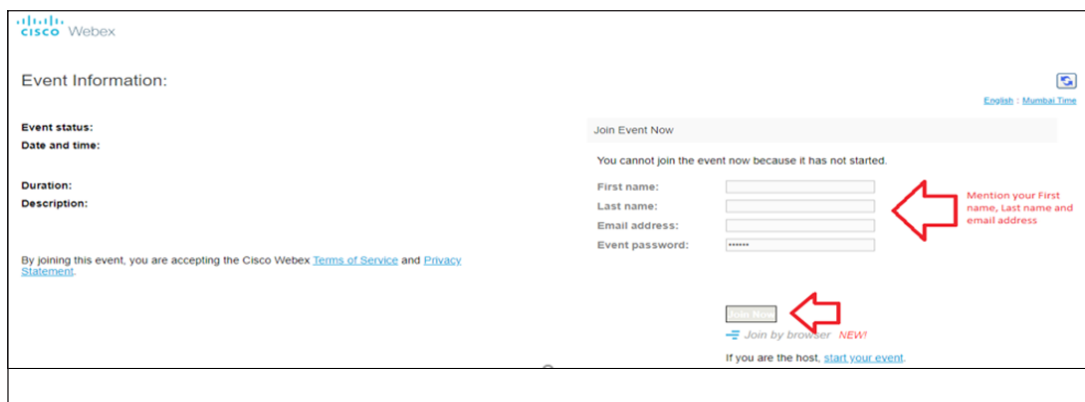 cisco Webex
Event Information:
English : Mumbai Time
Event status:
Date and time:
Duration:
Description:
By joining this event, you are accepting the Cisco Webex Terms of Service and Privacy
Statement.
Join Event Now
You cannot join the event now because it has not started.
First name:
Last name:
Email address:
Event password: ••••••
Mention your First
name, Last name and
email address
Join Now
Join by browser NEW!
If you are the host, start your event.